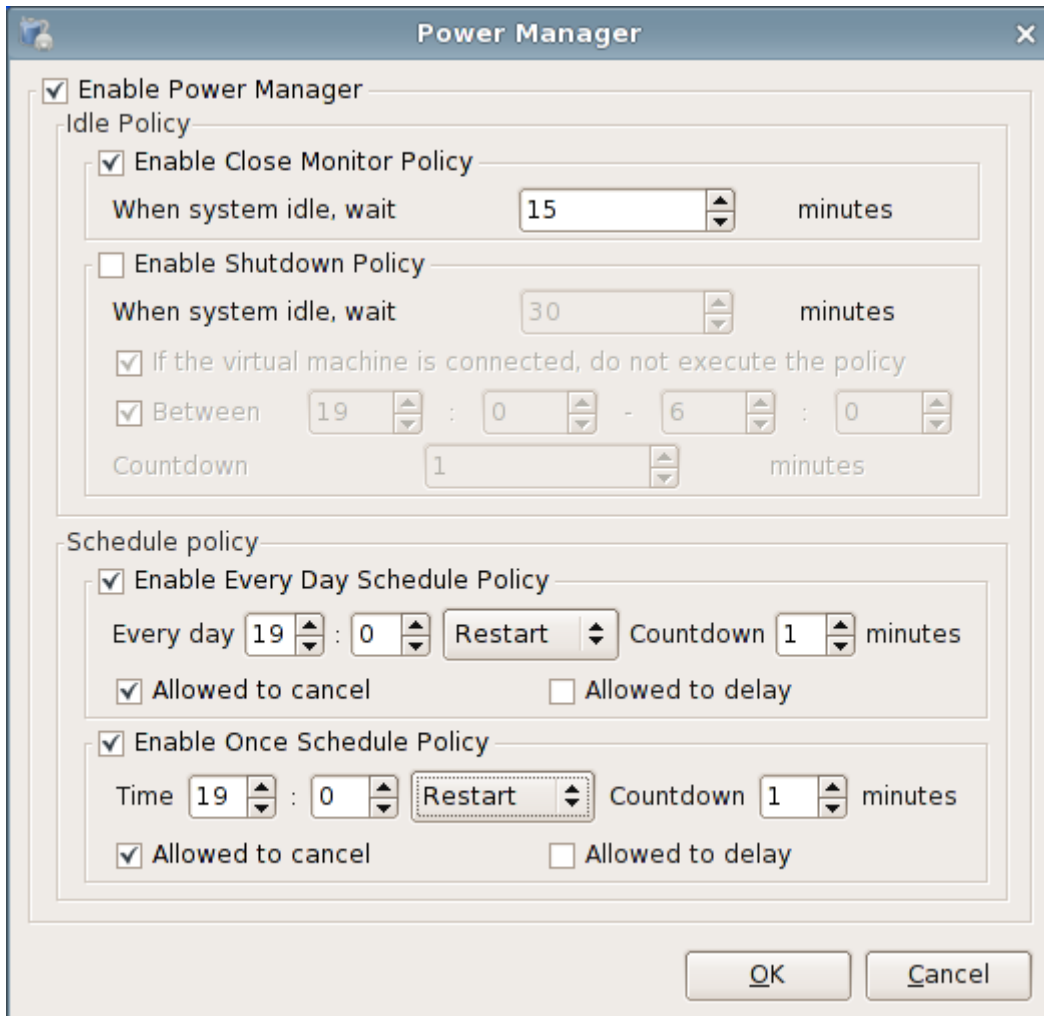 Power Manager
Enable Power Manager
Idle Policy
Enable Close Monitor Policy
When system idle, wait 15 minutes
Enable Shutdown Policy
When system idle, wait 30 minutes
If the virtual machine is connected, do not execute the policy
Between 19 : 0 - 6 : 0
Countdown 1 minutes
Schedule policy
Enable Every Day Schedule Policy
Every day 19 : 0 Restart Countdown 1 minutes
Allowed to cancel Allowed to delay
Enable Once Schedule Policy
Time 19 : 0 Restart Countdown 1 minutes
Allowed to cancel Allowed to delay
OK Cancel